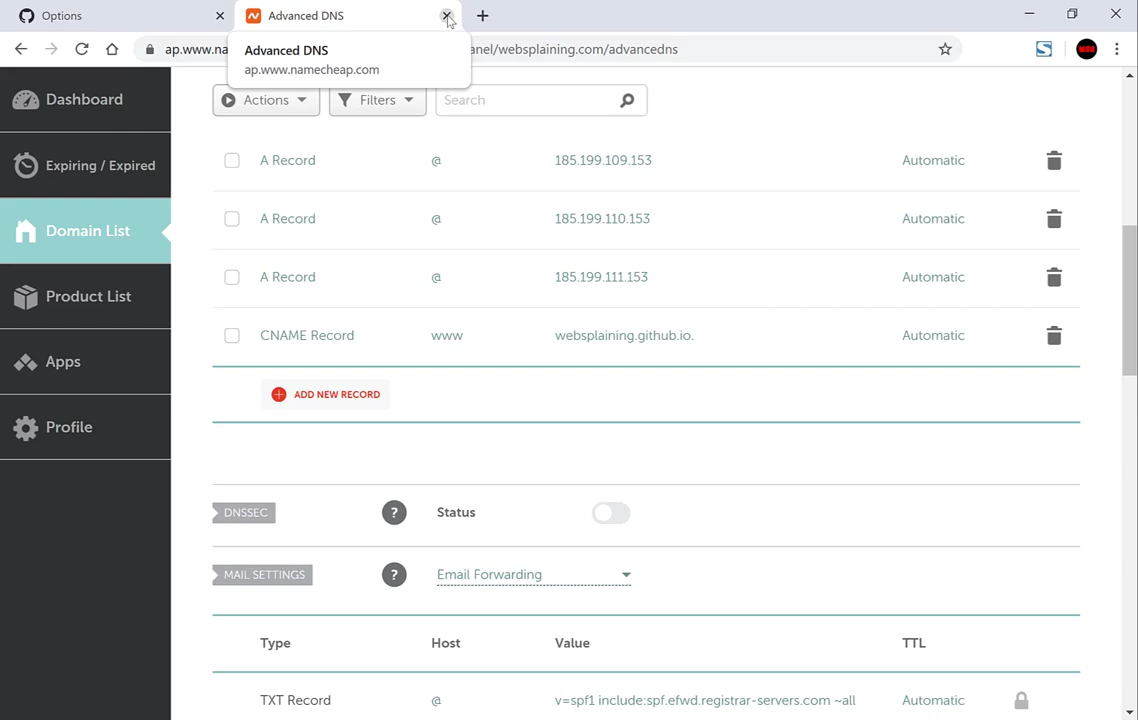 Options
Advanced DNS
ap.www.na
anel/websplaining.com/advancedns
Advanced DNS
ap.www.namecheap.com
Dashboard
Expiring / Expired
Domain List
Product List
Apps
Profile
Actions Filters Search
A Record @ 185.199.109.153 Automatic
A Record @ 185.199.110.153 Automatic
A Record @ 185.199.111.153 Automatic
CNAME Record www websplaining.github.io. Automatic
ADD NEW RECORD
DNSSEC ? Status
MAIL SETTINGS ? Email Forwarding
Type Host Value TTL
TXT Record @ v=spf1 include:spf.efwd.registrar-servers.com ~all Automatic